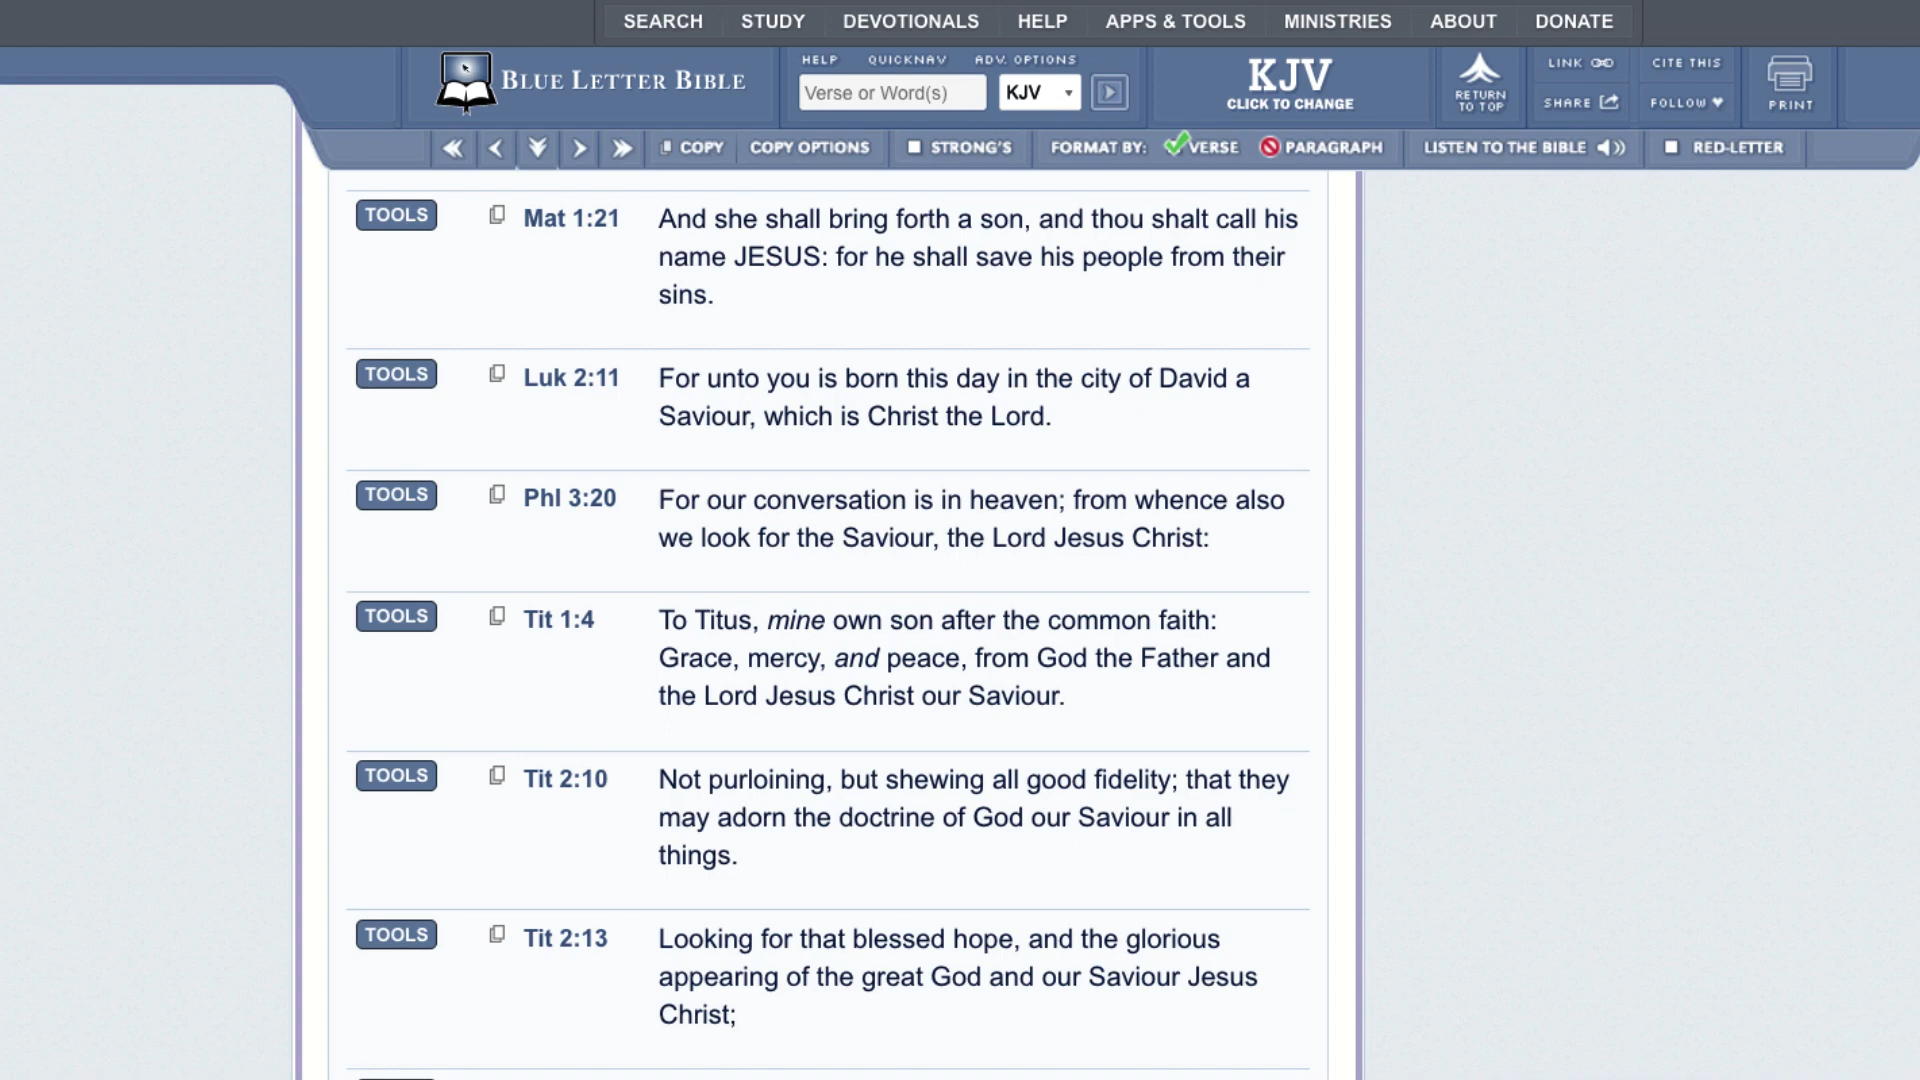 SEARCH STUDY DEVOTIONALS HELP APPS & TOOLS MINISTRIES ABOUT DONATE
BLUE LETTER BIBLE
HELP QUICKNAV ADV. OPTIONS
Verse or Word(s) KJV
KJV
CLICK TO CHANGE
RETURN
TO TOP
LINK
SHARE
CITE THIS
FOLLOW
PRINT
COPY COPY OPTIONS STRONG'S FORMAT BY: VERSE PARAGRAPH LISTEN TO THE BIBLE RED-LETTER
TOOLS Mat 1:21 And she shall bring forth a son, and thou shalt call his
name JESUS: for he shall save his people from their
sins.
TOOLS Luk 2:11 For unto you is born this day in the city of David a
Saviour, which is Christ the Lord.
TOOLS Phl 3:20 For our conversation is in heaven; from whence also
we look for the Saviour, the Lord Jesus Christ:
TOOLS Tit 1:4 To Titus, mine own son after the common faith:
Grace, mercy, and peace, from God the Father and
the Lord Jesus Christ our Saviour.
TOOLS Tit 2:10 Not purloining, but shewing all good fidelity; that they
may adorn the doctrine of God our Saviour in all
things.
TOOLS Tit 2:13 Looking for that blessed hope, and the glorious
appearing of the great God and our Saviour Jesus
Christ;